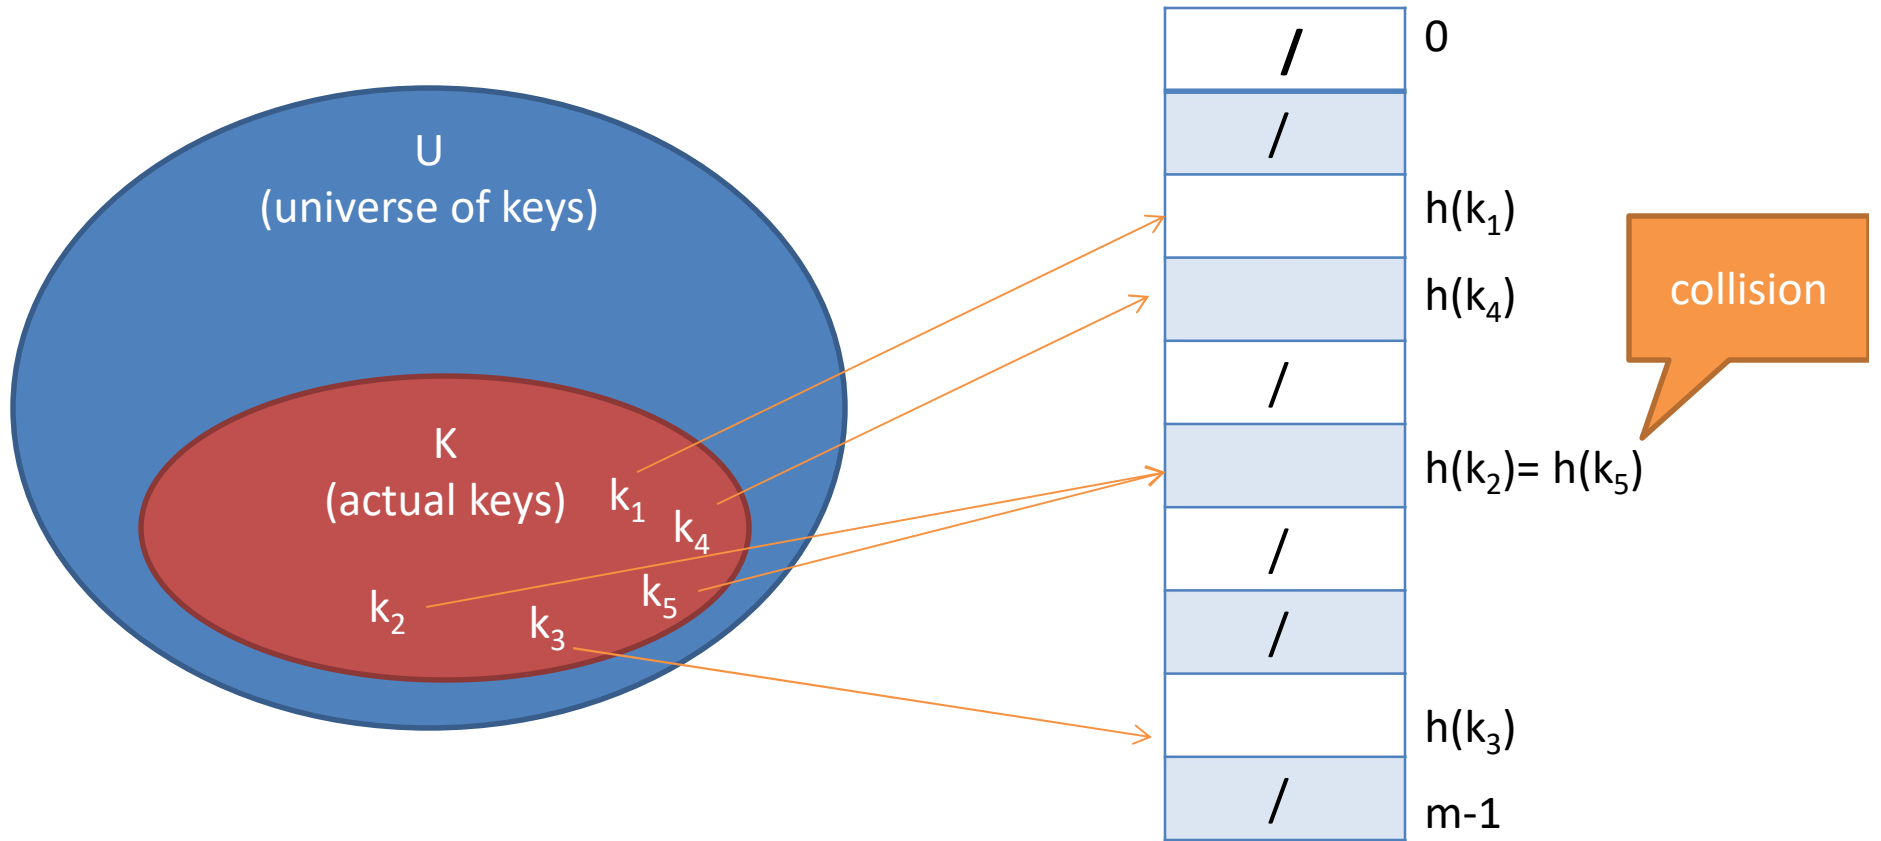 U
(universe of keys)
K
(actual keys)
k₁
k₄
k₂
k₃
k₅
/ 0
/
h(k₁)
h(k₄)
/
h(k₂)= h(k₅)
/
/
h(k₃)
/ m-1
collision